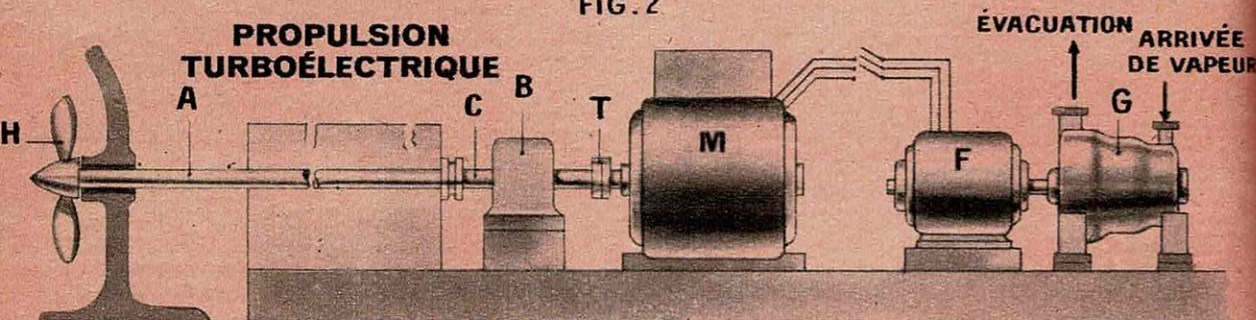 FIG. 2
PROPULSION
TURBOÉLECTRIQUE
ÉVACUATION
ARRIVÉE
DE VAPEUR
H
A
C
B
T
M
F
G